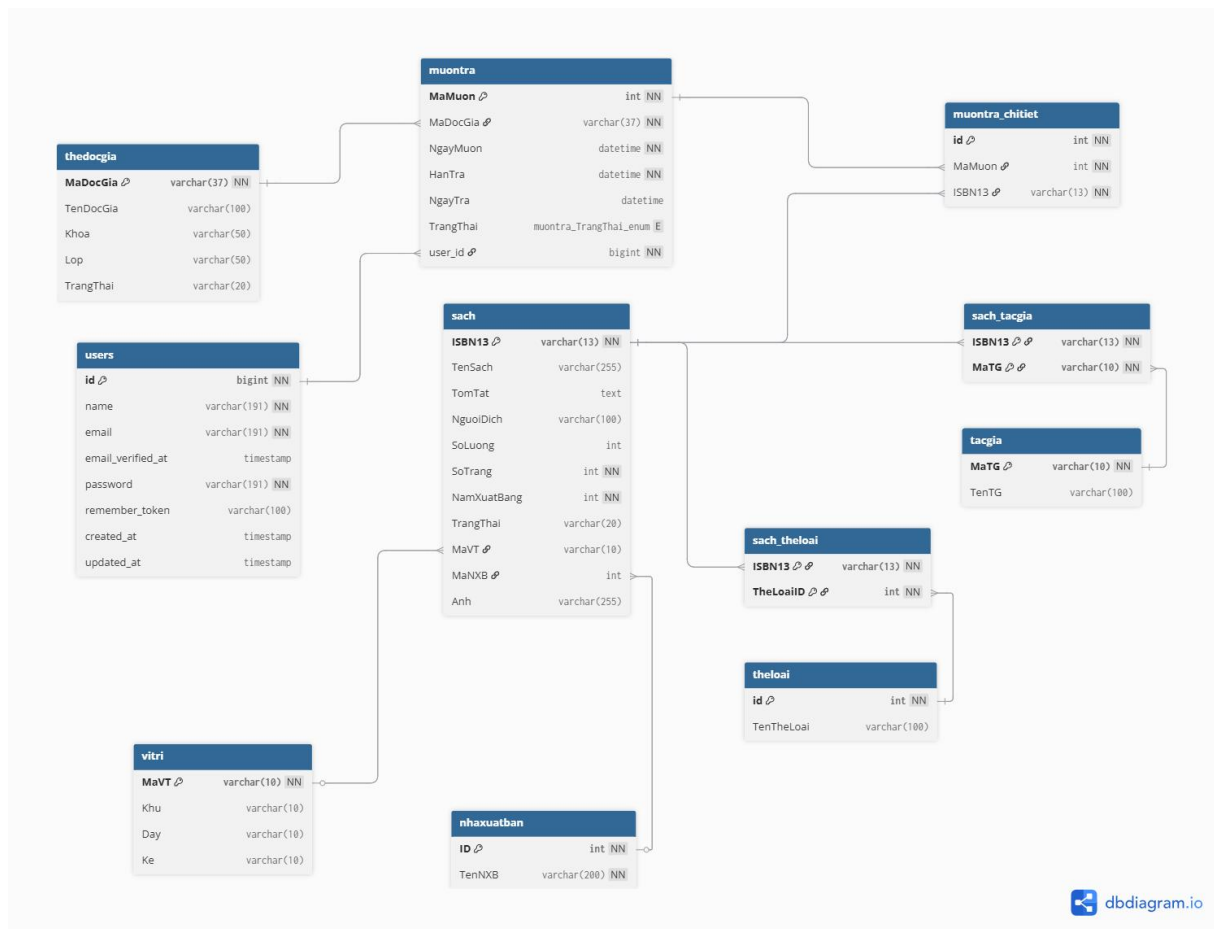 muontra
MaMuon int NN
MaDocGia varchar(37) NN
NgayMuon datetime NN
HanTra datetime NN
NgayTra datetime
TrangThai muontra_TrangThai_enum E
user_id bigint NN
muontra_chitiet
id int NN
MaMuon int NN
ISBN13 varchar(13) NN
thedocgia
MaDocGia varchar(37) NN
TenDocGia varchar(100)
Khoa varchar(50)
Lop varchar(50)
TrangThai varchar(20)
users
id bigint NN
name varchar(191) NN
email varchar(191) NN
email_verified_at timestamp
password varchar(191) NN
remember_token varchar(100)
created_at timestamp
updated_at timestamp
sach
ISBN13 varchar(13) NN
TenSach varchar(255)
TomTat text
NguoiDich varchar(100)
SoLuong int
SoTrang int NN
NamXuatBang int NN
TrangThai varchar(20)
MaVT varchar(10)
MaNXB int
Anh varchar(255)
sach_tacgia
ISBN13 varchar(13) NN
MaTG varchar(10) NN
tacgia
MaTG varchar(10) NN
TenTG varchar(100)
sach_theloai
ISBN13 varchar(13) NN
TheLoaiID int NN
theloai
id int NN
TenTheLoai varchar(100)
vitri
MaVT varchar(10) NN
Khu varchar(10)
Day varchar(10)
Ke varchar(10)
nhaxuatban
ID int NN
TenNXB varchar(200) NN
dbdiagram.io